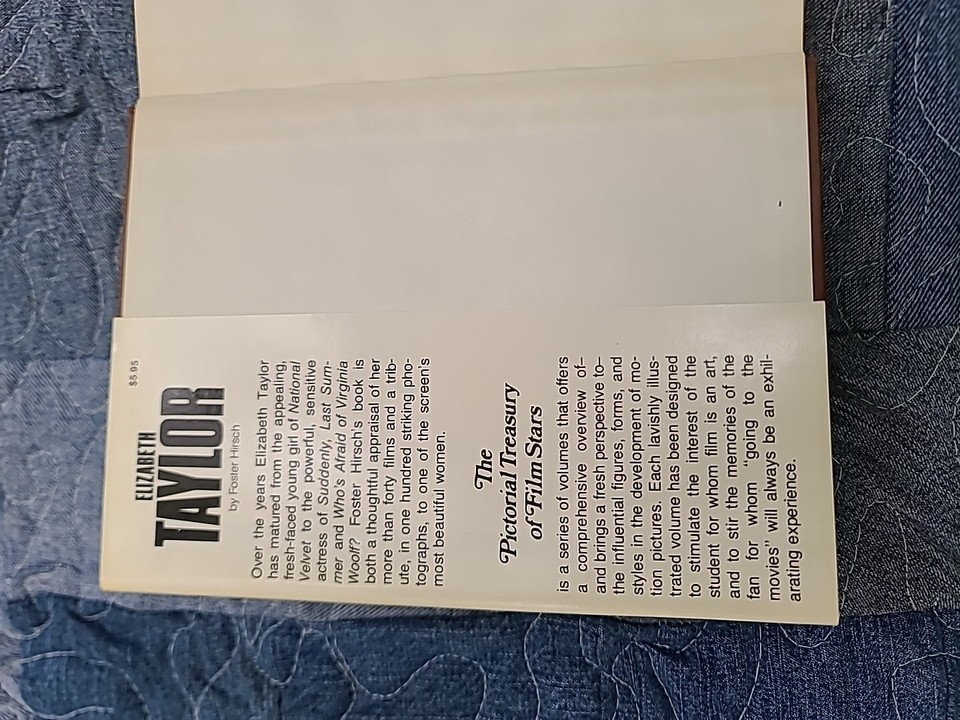 $5.95
ELIZABETH
TAYLOR
by Foster Hirsch
Over the years Elizabeth Taylor
has matured from the appealing,
fresh-faced young girl of National
Velvet to the powerful, sensitive
actress of Suddenly, Last Sum-
mer and Who's Afraid of Virginia
Woolf? Foster Hirsch's book is
both a thoughtful appraisal of her
more than forty films and a trib-
ute, in one hundred striking pho-
tographs, to one of the screen's
most beautiful women.
The
Pictorial Treasury
of Film Stars
is a series of volumes that offers
a comprehensive overview of-
and brings a fresh perspective to-
the influential figures, forms, and
styles in the development of mo-
tion pictures. Each lavishly illus-
trated volume has been designed
to stimulate the interest of the
student for whom film is an art,
and to stir the memories of the
fan for whom "going to the
movies" will always be an exhil-
arating experience.